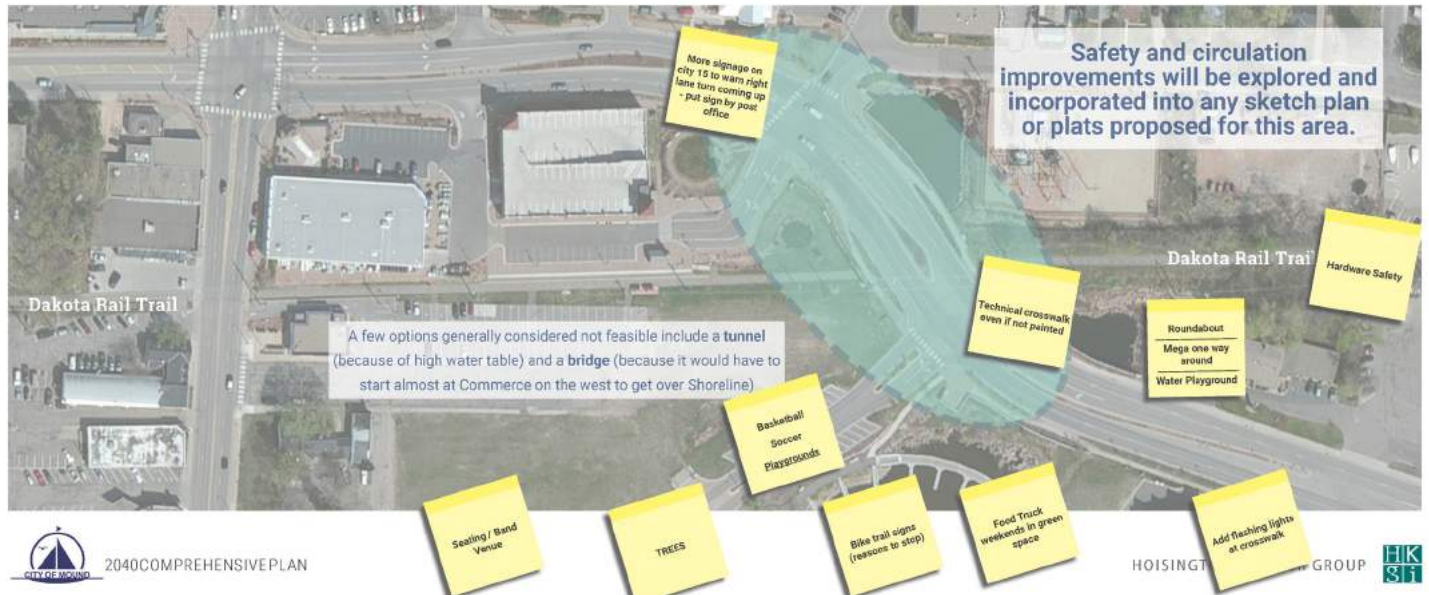 More signage on
city 15 to warn right
lane turn coming up
- put sign by post
office
Safety and circulation
improvements will be explored and
incorporated into any sketch plan
or plats proposed for this area.
Dakota Rail Trail
Dakota Rail Trai
Hardware Safety
Technical crosswalk
even if not painted
Roundabout
Mega one way
around
Water Playground
A few options generally considered not feasible include a tunnel
(because of high water table) and a bridge (because it would have to
start almost at Commerce on the west to get over Shoreline)
Basketball
Soccer
Playgrounds
Seating / Band
Venue
TREES
Bike trail signs
(reasons to stop)
Food Truck
weekends in green
space
Add flashing lights
at crosswalk
CITY OF MOUND
2040COMPREHENSIVEPLAN
HOISINGT GROUP
HK
Si